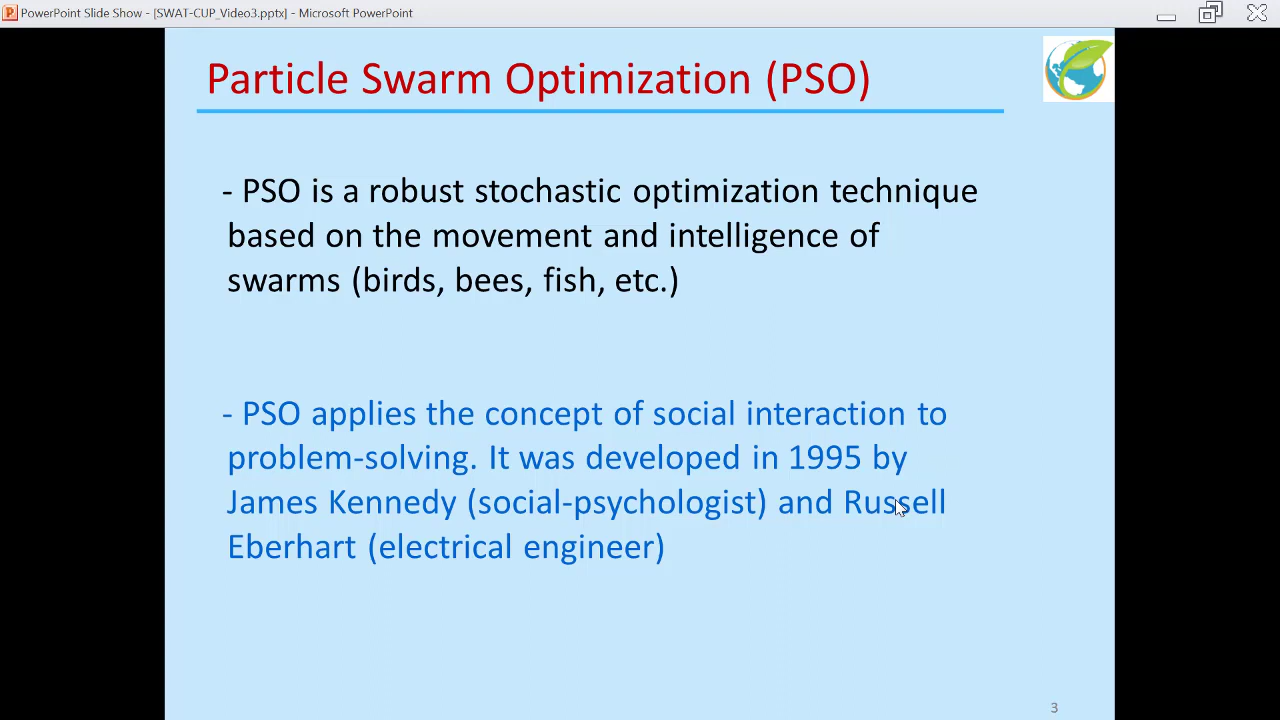 PowerPoint Slide Show - [SWAT-CUP_Video3.pptx] - Microsoft PowerPoint
Particle Swarm Optimization (PSO)
- PSO is a robust stochastic optimization technique
based on the movement and intelligence of
swarms (birds, bees, fish, etc.)
- PSO applies the concept of social interaction to
problem-solving. It was developed in 1995 by
James Kennedy (social-psychologist) and Russell
Eberhart (electrical engineer)
3